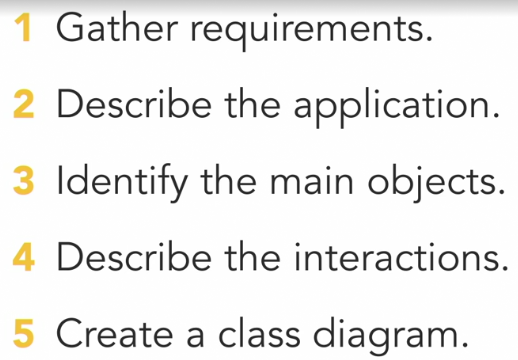 1 Gather requirements.
2 Describe the application.
3 Identify the main objects.
4 Describe the interactions.
5 Create a class diagram.